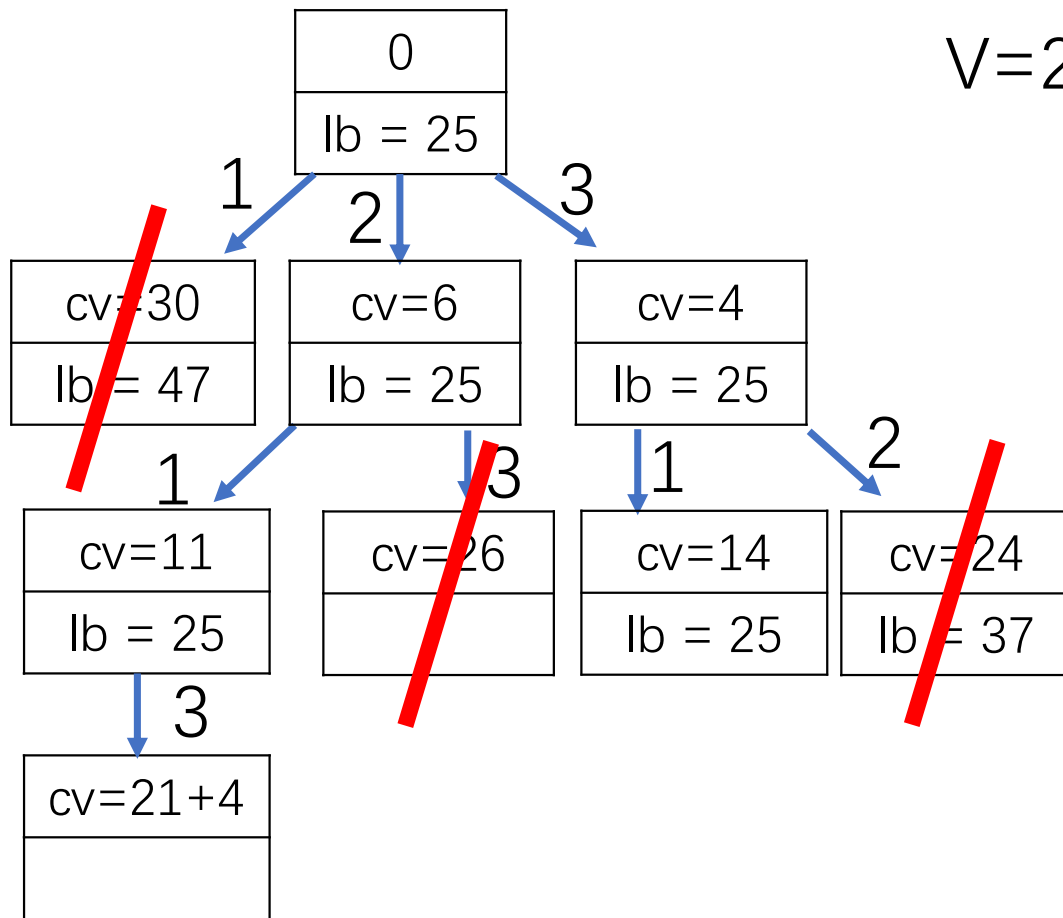 0
V=2
lb = 25
1
2
3
cv=30
cv=6
cv=4
lb = 47
lb = 25
lb = 25
1
3
1
2
cv=11
cv=26
cv=14
cv=24
lb = 25
lb = 25
lb = 37
3
cv=21+4